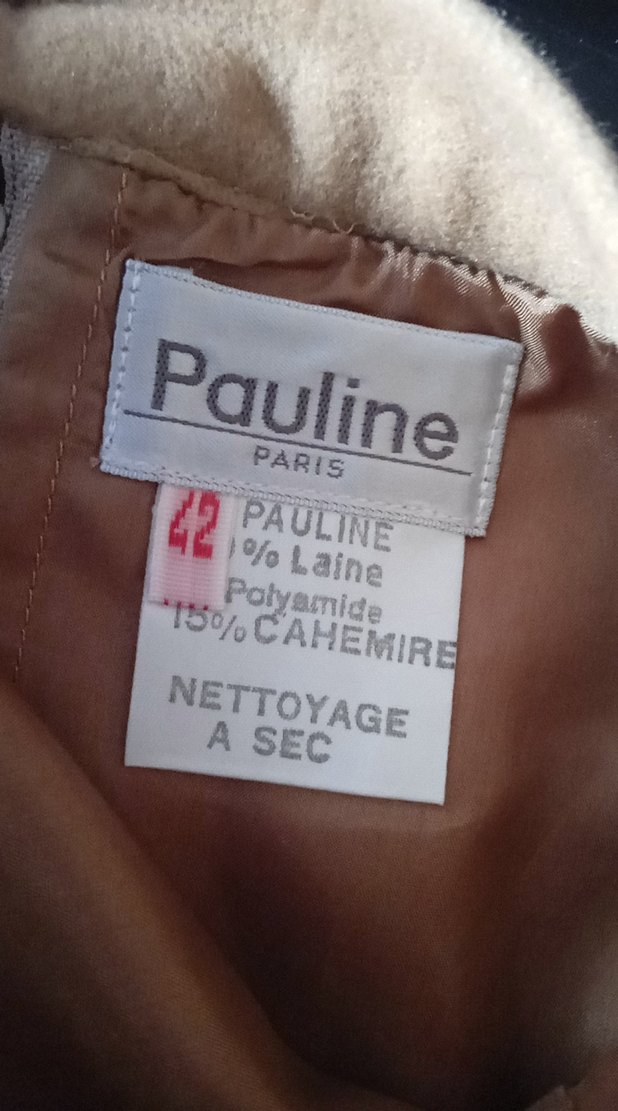 Pauline
PARIS
42
PAULINE
% Laine
Polyamide
15% CAHEMIRE
NETTOYAGE
A SEC